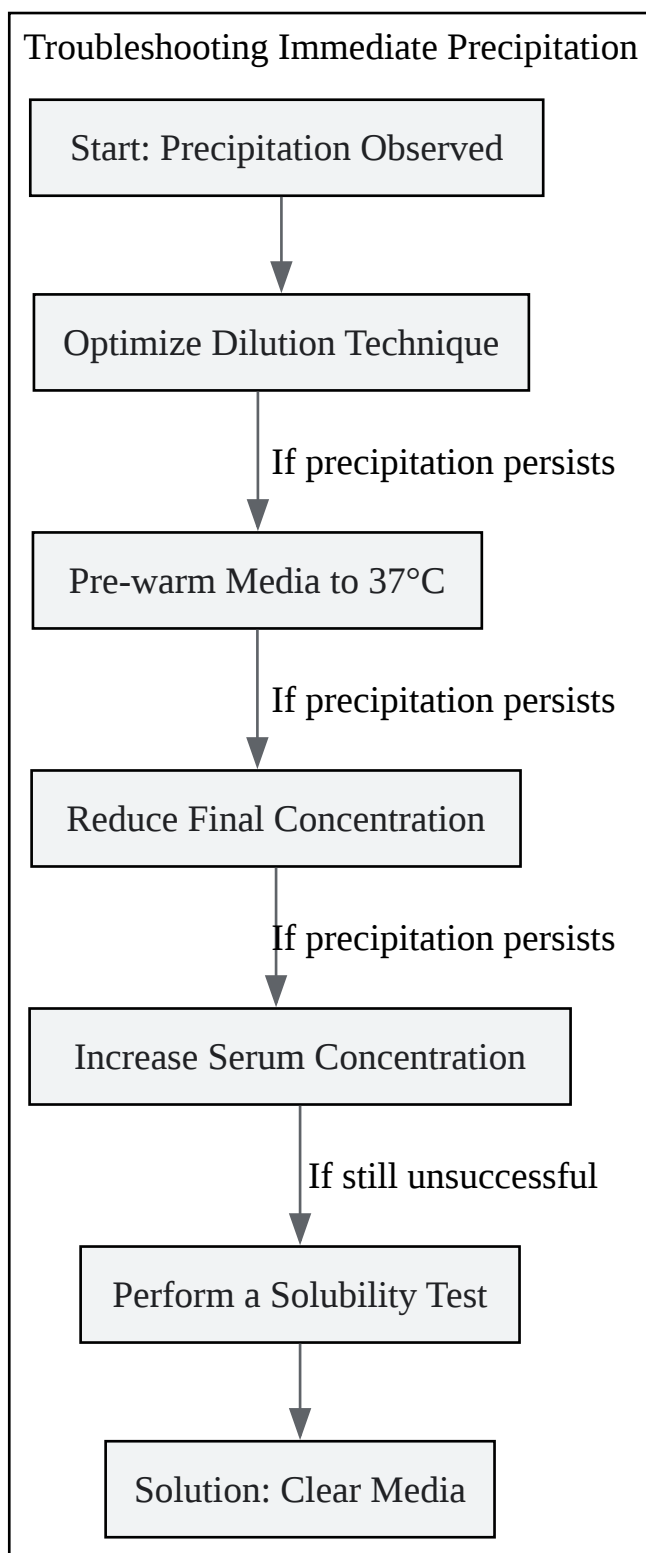 Troubleshooting Immediate Precipitation
Start: Precipitation Observed
Optimize Dilution Technique
If precipitation persists
Pre-warm Media to 37°C
If precipitation persists
Reduce Final Concentration
If precipitation persists
Increase Serum Concentration
If still unsuccessful
Perform a Solubility Test
Solution: Clear Media